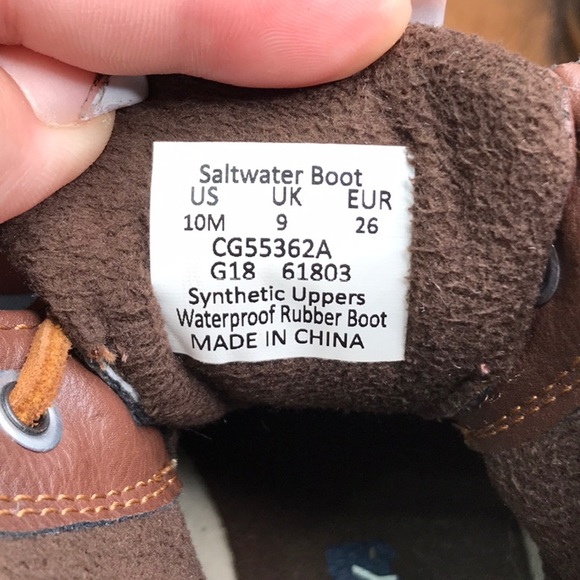 Saltwater Boot
US UK EUR
10M 9 26
CG55362A
G18 61803
Synthetic Uppers
Waterproof Rubber Boot
MADE IN CHINA